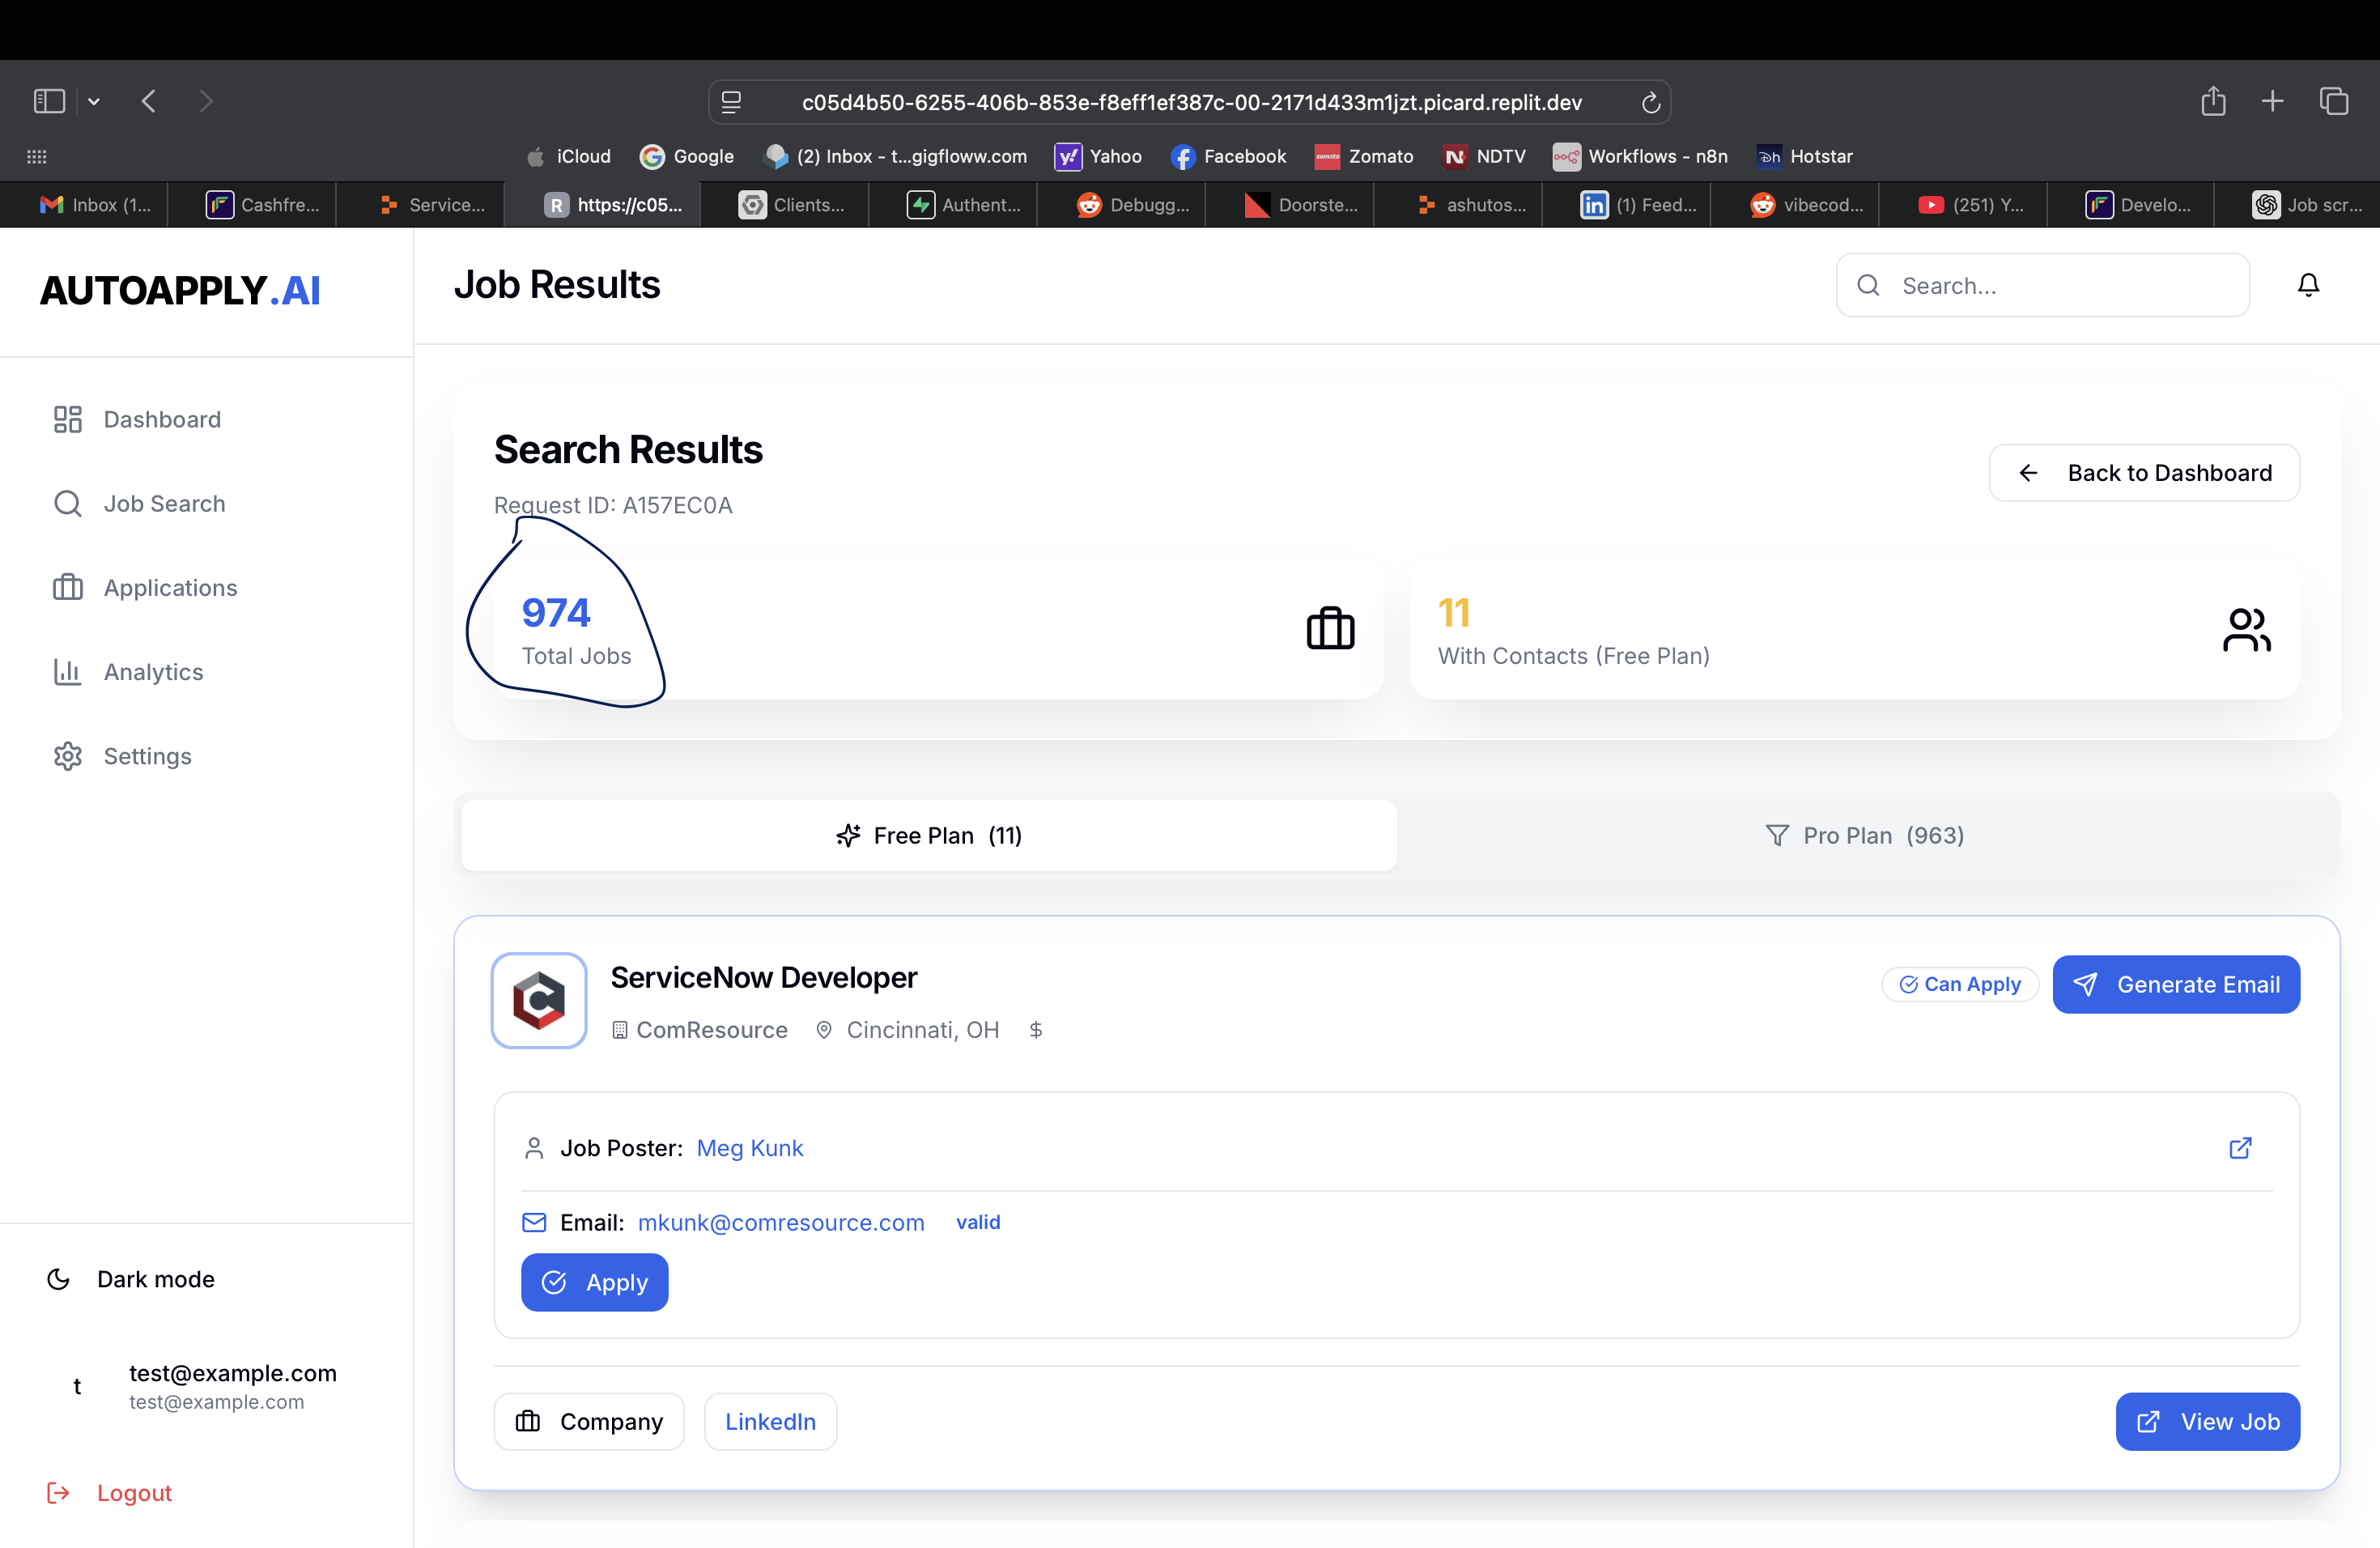 c05d4b50-6255-406b-853e-f8eff1ef387c-00-2171d433m1jzt.picard.replit.dev
iCloud Google (2) Inbox - t...gigfloww.com Yahoo Facebook zomato Zomato NDTV Workflows - n8n Hotstar
Inbox (1... Cashfre... Service... R https://c05... Clients... Authent... Debugg... Doorste... ashutos... (1) Feed... vibecod... (251) Y... Develo... Job scr...
AUTOAPPLY.AI
Job Results
Search...
Dashboard
Job Search
Applications
Analytics
Settings
Dark mode
t
test@example.com
test@example.com
Logout
Search Results
Request ID: A157EC0A
Back to Dashboard
974
Total Jobs
11
With Contacts (Free Plan)
Free Plan (11)
Pro Plan (963)
ServiceNow Developer
ComResource Cincinnati, OH $
Can Apply
Generate Email
Job Poster: Meg Kunk
Email: mkunk@comresource.com valid
Apply
Company
LinkedIn
View Job